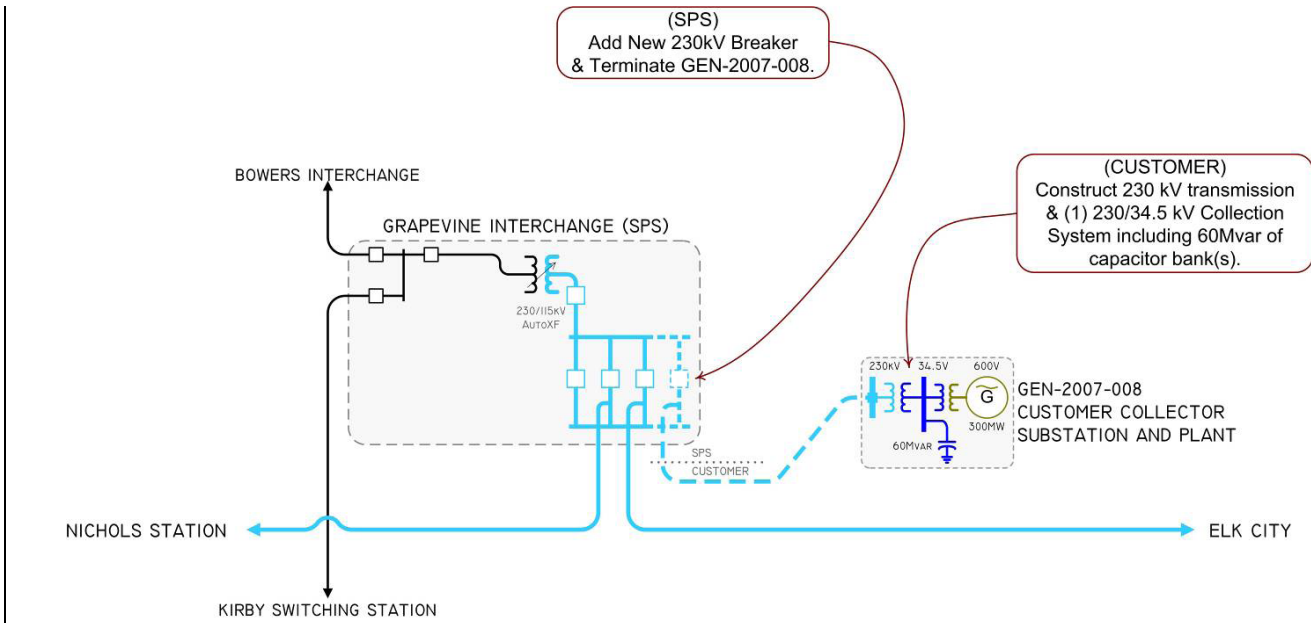 (SPS)
Add New 230kV Breaker
& Terminate GEN-2007-008.
(CUSTOMER)
Construct 230 kV transmission
& (1) 230/34.5 kV Collection
System including 60Mvar of
capacitor bank(s).
BOWERS INTERCHANGE
GRAPEVINE INTERCHANGE (SPS)
230/115KV
AUTOXF
230KV 34.5V 600V
G
300MW
60MVAR
GEN-2007-008
CUSTOMER COLLECTOR
SUBSTATION AND PLANT
SPS
CUSTOMER
NICHOLS STATION
ELK CITY
KIRBY SWITCHING STATION